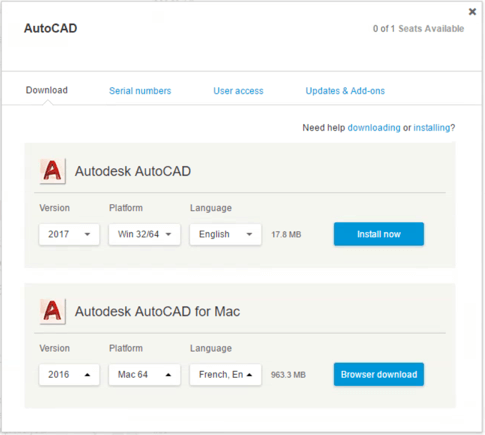 AutoCAD
0 of 1 Seats Available
Download Serial numbers User access Updates & Add-ons
Need help downloading or installing?
Autodesk AutoCAD
Version Platform Language
2017 Win 32/64 English 17.8 MB Install now
Autodesk AutoCAD for Mac
Version Platform Language
2016 Mac 64 French, En 963.3 MB Browser download